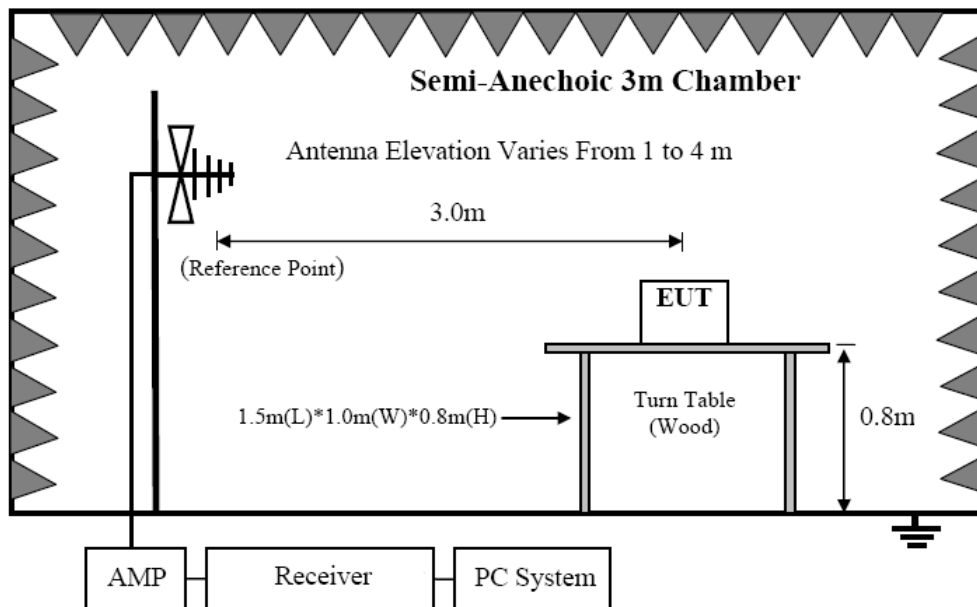 Semi-Anechoic 3m Chamber
Antenna Elevation Varies From 1 to 4 m
3.0m
(Reference Point)
EUT
1.5m(L)*1.0m(W)*0.8m(H)
Turn Table
(Wood)
0.8m
AMP
Receiver
PC System